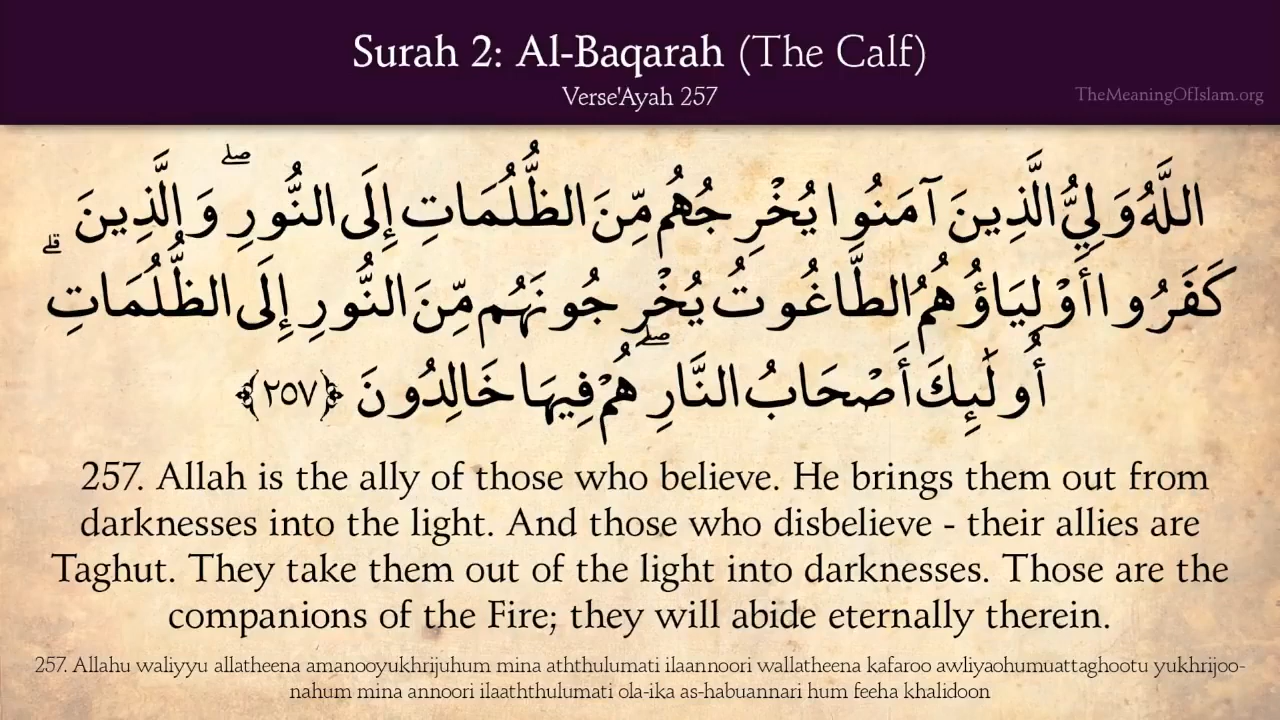 Surah 2: Al-Baqarah (The Calf)
Verse'Ayah 257
TheMeaningOfIslam.org
اللَّهُ وَلِيُّ الَّذِينَ آمَنُوا يُخْرِجُهُم مِّنَ الظُّلُمَاتِ إِلَى النُّورِ ۖ وَالَّذِينَ
كَفَرُوا أَوْلِيَاؤُهُمُ الطَّاغُوتُ يُخْرِجُونَهُم مِّنَ النُّورِ إِلَى الظُّلُمَاتِ ۗ
أُولَٰئِكَ أَصْحَابُ النَّارِ ۖ هُمْ فِيهَا خَالِدُونَ ﴿٢٥٧﴾
257. Allah is the ally of those who believe. He brings them out from
darknesses into the light. And those who disbelieve - their allies are
Taghut. They take them out of the light into darknesses. Those are the
companions of the Fire; they will abide eternally therein.
257. Allahu waliyyu allatheena amanooyukhrijuhum mina aththulumati ilaannoori wallatheena kafaroo awliyaohumuattaghootu yukhrijoo-
nahum mina annoori ilaaththulumati ola-ika as-habuannari hum feeha khalidoon